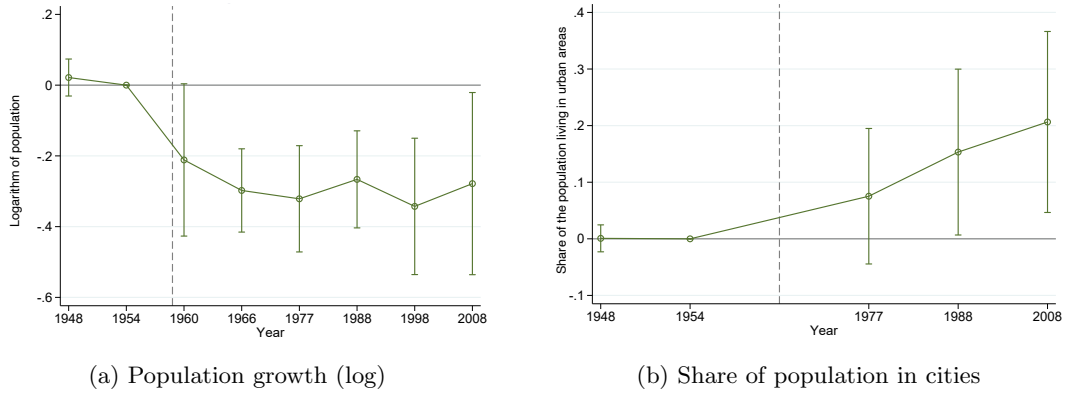 .2
0
-.2
-.4
-.6
Logarithm of population
1948 1954 1960 1966 1977 1988 1998 2008
Year
(a) Population growth (log)
.4
.3
.2
.1
0
-.1
Share of the population living in urban areas
1948 1954 1977 1988 2008
Year
(b) Share of population in cities